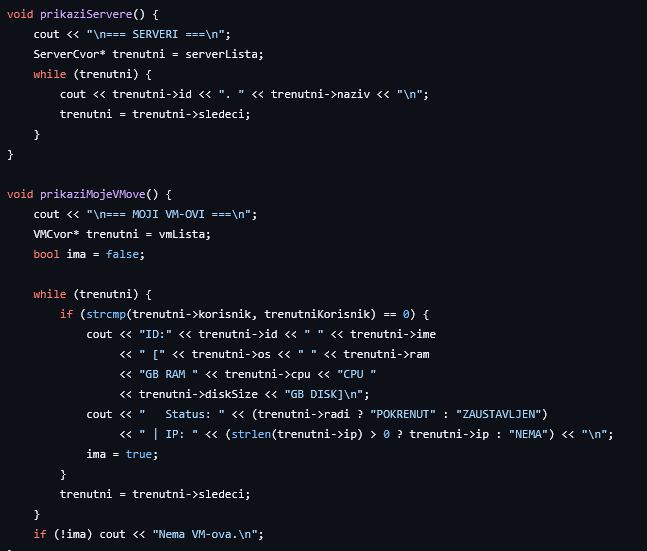 void prikaziServere() {
    cout << "\n=== SERVERI ===\n";
    ServerCvor* trenutni = serverLista;
    while (trenutni) {
        cout << trenutni->id << ". " << trenutni->naziv << "\n";
        trenutni = trenutni->sledeci;
    }
}

void prikaziMojeVMove() {
    cout << "\n=== MOJI VM-OVI ===\n";
    VMCvor* trenutni = vmLista;
    bool ima = false;

    while (trenutni) {
        if (strcmp(trenutni->korisnik, trenutniKorisnik) == 0) {
            cout << "ID:" << trenutni->id << " " << trenutni->ime
                 << " [" << trenutni->os << " " << trenutni->ram
                 << "GB RAM " << trenutni->cpu << "CPU "
                 << trenutni->diskSize << "GB DISK]\n";
            cout << "   Status: " << (trenutni->radi ? "POKRENUT" : "ZAUSTAVLJEN")
                 << " | IP: " << (strlen(trenutni->ip) > 0 ? trenutni->ip : "NEMA") << "\n";
            ima = true;
        }
        trenutni = trenutni->sledeci;
    }
    if (!ima) cout << "Nema VM-ova.\n";